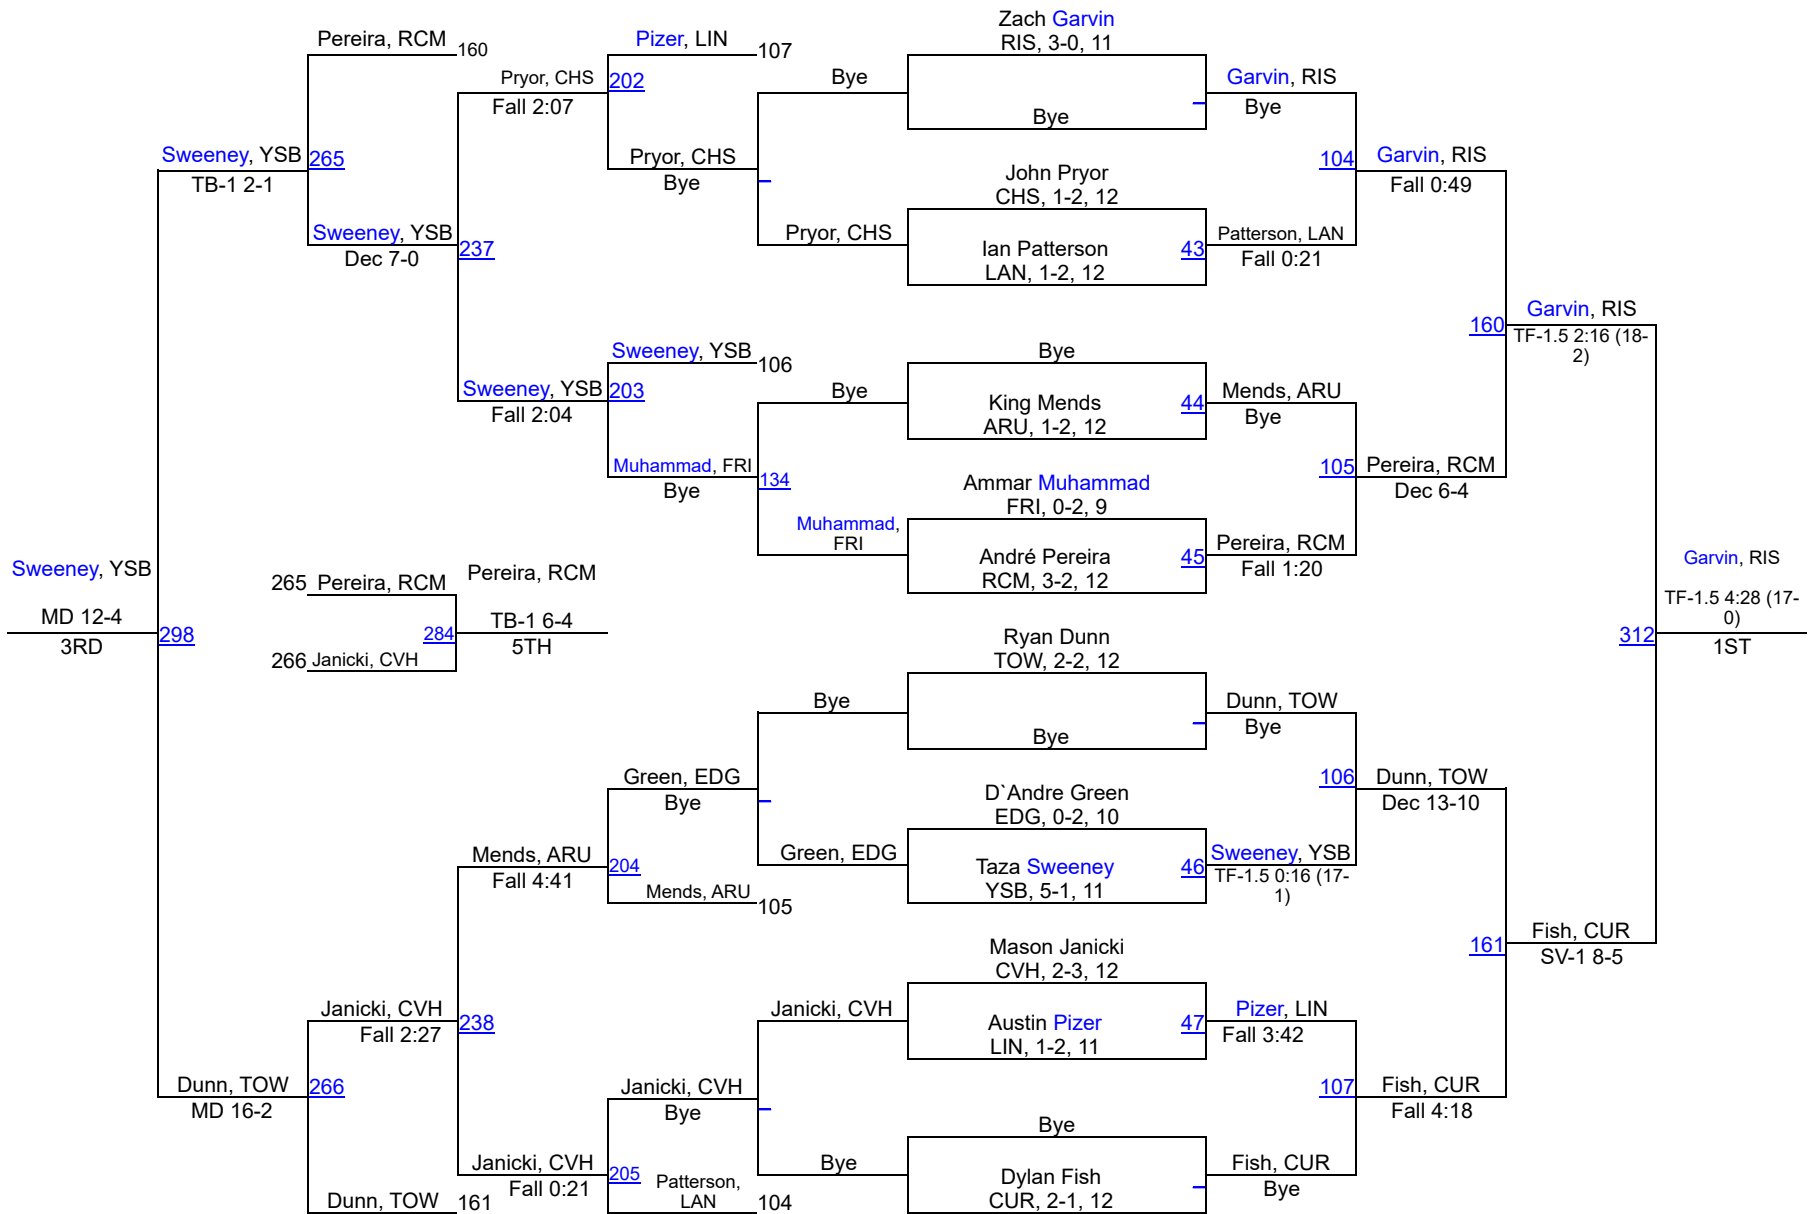 Zach Garvin
RIS, 3-0, 11
Pereira, RCM
160
Pizer, LIN
107
Pryor, CHS
202
Fall 2:07
Bye
Garvin, RIS
Bye
Bye
Sweeney, YSB
265
TB-1 2-1
Pryor, CHS
Bye
John Pryor
CHS, 1-2, 12
104
Garvin, RIS
Fall 0:49
Sweeney, YSB
237
Dec 7-0
Pryor, CHS
Ian Patterson
LAN, 1-2, 12
43
Patterson, LAN
Fall 0:21
160
Garvin, RIS
TF-1.5 2:16 (18-
2)
Sweeney, YSB
106
Bye
Sweeney, YSB
203
Fall 2:04
Bye
King Mends
ARU, 1-2, 12
44
Mends, ARU
Bye
Muhammad, FRI
134
Bye
Ammar Muhammad
FRI, 0-2, 9
105
Pereira, RCM
Dec 6-4
Muhammad,
FRI
André Pereira
RCM, 3-2, 12
45
Pereira, RCM
Fall 1:20
Sweeney, YSB
MD 12-4
298
3RD
265
Pereira, RCM
Pereira, RCM
284
TB-1 6-4
5TH
266
Janicki, CVH
Garvin, RIS
TF-1.5 4:28 (17-
0)
312
1ST
Ryan Dunn
TOW, 2-2, 12
Bye
Bye
Dunn, TOW
Bye
Green, EDG
Bye
D`Andre Green
EDG, 0-2, 10
106
Dunn, TOW
Dec 13-10
Mends, ARU
204
Fall 4:41
Mends, ARU
105
Green, EDG
Taza Sweeney
YSB, 5-1, 11
46
Sweeney, YSB
TF-1.5 0:16 (17-
1)
Mason Janicki
CVH, 2-3, 12
161
Fish, CUR
SV-1 8-5
Janicki, CVH
238
Fall 2:27
Janicki, CVH
Austin Pizer
LIN, 1-2, 11
47
Pizer, LIN
Fall 3:42
Dunn, TOW
266
MD 16-2
Janicki, CVH
Bye
107
Fish, CUR
Fall 4:18
Bye
Janicki, CVH
205
Fall 0:21
Patterson,
LAN
104
Bye
Dylan Fish
CUR, 2-1, 12
Fish, CUR
Bye
Dunn, TOW
161